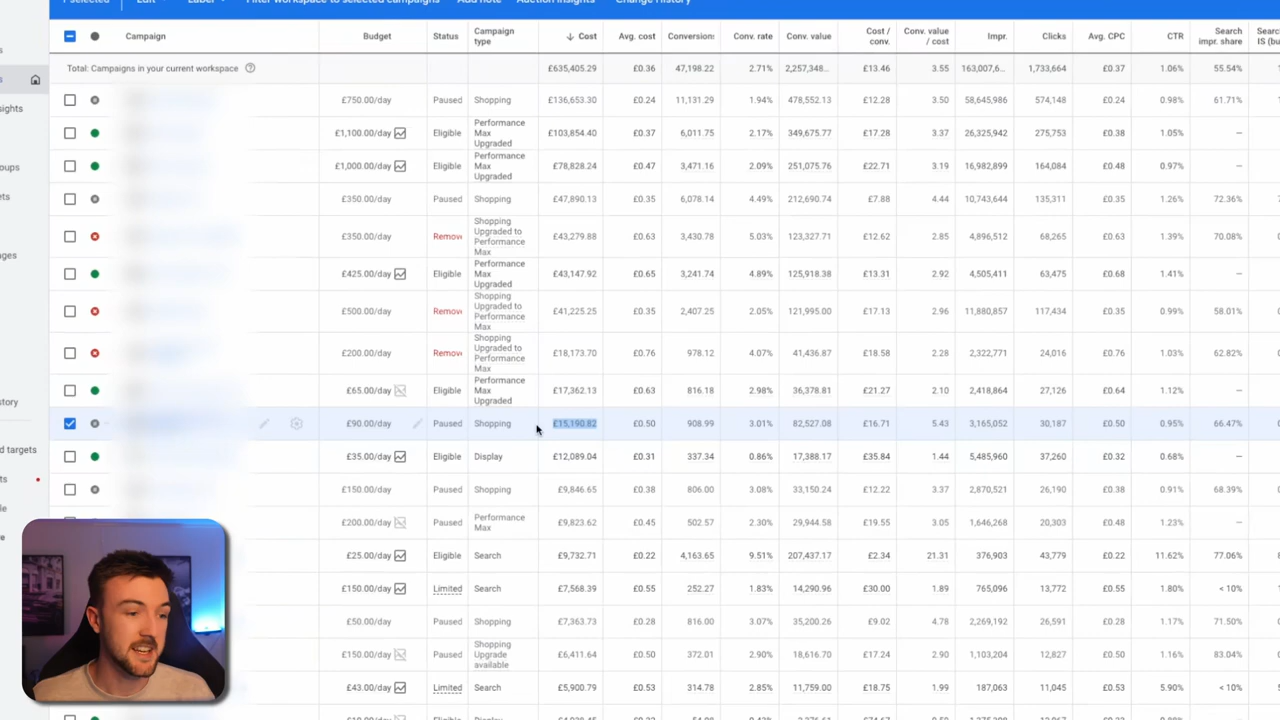 1 selected Edit Label Filter workspace to selected campaigns Add note Auction insights Change History
Campaign Budget Status Campaign type Cost Avg. cost Conversions Conv. rate Conv. value Cost / conv. Conv. value / cost Impr. Clicks Avg. CPC CTR Search impr. share Search IS (bu
Total: Campaigns in your current workspace £635,405.29 £0.36 47,198.22 2.71% 2,257,348... £13.46 3.55 163,007,6... 1,733,664 £0.37 1.06% 55.54%
£750.00/day Paused Shopping £136,653.30 £0.24 11,131.29 1.94% 478,552.13 £12.28 3.50 58,645,986 574,148 £0.24 0.98% 61.71%
£1,100.00/day Eligible Performance Max Upgraded £103,854.40 £0.37 6,011.75 2.17% 349,675.77 £17.28 3.37 26,325,942 275,753 £0.38 1.05% —
£1,000.00/day Eligible Performance Max Upgraded £78,828.24 £0.47 3,471.16 2.09% 251,075.76 £22.71 3.19 16,982,899 164,084 £0.48 0.97% —
£350.00/day Paused Shopping £47,890.13 £0.35 6,078.14 4.49% 212,690.74 £7.88 4.44 10,743,644 135,311 £0.35 1.26% 72.36%
£350.00/day Remov Shopping Upgraded to Performance Max £43,279.88 £0.63 3,430.78 5.03% 123,327.71 £12.62 2.85 4,896,512 68,265 £0.63 1.39% 70.08%
£425.00/day Eligible Performance Max Upgraded £43,147.92 £0.65 3,241.74 4.89% 125,918.38 £13.31 2.92 4,505,411 63,475 £0.68 1.41% —
£500.00/day Remov Shopping Upgraded to Performance Max £41,225.25 £0.35 2,407.25 2.05% 121,995.00 £17.13 2.96 11,880,857 117,434 £0.35 0.99% 58.01%
£200.00/day Remov Shopping Upgraded to Performance Max £18,173.70 £0.76 978.12 4.07% 41,436.87 £18.58 2.28 2,322,771 24,016 £0.76 1.03% 62.82%
£65.00/day Eligible Performance Max Upgraded £17,362.13 £0.63 816.18 2.98% 36,378.81 £21.27 2.10 2,418,864 27,126 £0.64 1.12% —
£90.00/day Paused Shopping £15,190.82 £0.50 908.99 3.01% 82,527.08 £16.71 5.43 3,165,052 30,187 £0.50 0.95% 66.47%
£35.00/day Eligible Display £12,089.04 £0.31 337.34 0.86% 17,388.17 £35.84 1.44 5,485,960 37,260 £0.32 0.68% —
£150.00/day Paused Shopping £9,846.65 £0.38 806.00 3.08% 33,150.24 £12.22 3.37 2,870,521 26,190 £0.38 0.91% 68.39%
£200.00/day Paused Performance Max £9,823.62 £0.45 502.57 2.30% 29,944.58 £19.55 3.05 1,646,268 20,303 £0.48 1.23% —
£25.00/day Eligible Search £9,732.71 £0.22 4,163.65 9.51% 207,437.17 £2.34 21.31 376,903 43,779 £0.22 11.62% 77.06%
£150.00/day Limited Search £7,568.39 £0.55 252.27 1.83% 14,290.96 £30.00 1.89 765,096 13,772 £0.55 1.80% < 10%
£50.00/day Paused Shopping £7,363.73 £0.28 816.00 3.07% 35,200.26 £9.02 4.78 2,269,192 26,591 £0.28 1.17% 71.50%
£150.00/day Paused Shopping Upgrade available £6,411.64 £0.50 372.01 2.90% 18,616.70 £17.24 2.90 1,103,204 12,827 £0.50 1.16% 83.04%
£43.00/day Limited Search £5,900.79 £0.53 314.78 2.85% 11,759.00 £18.75 1.99 187,063 11,045 £0.53 5.90% < 10%